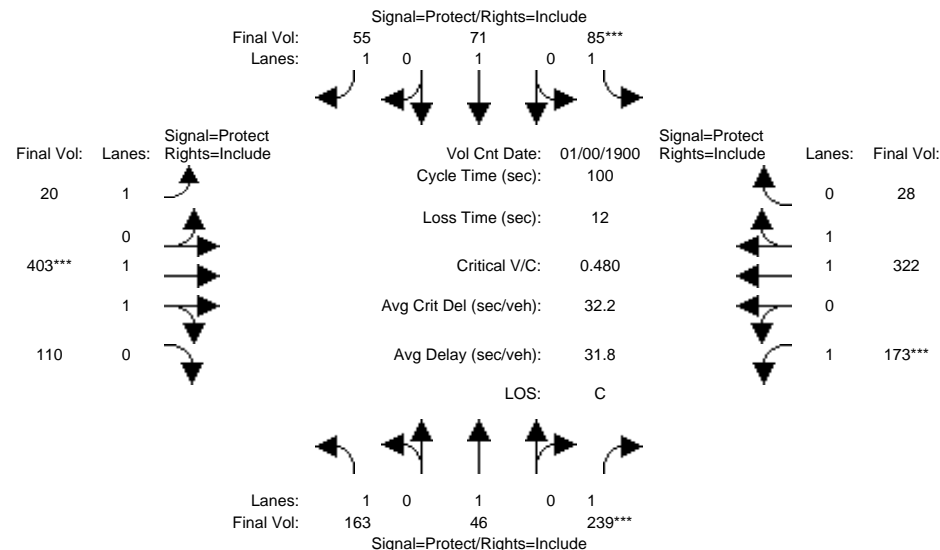 Signal=Protect/Rights=Include
Final Vol: 55 71 85***
Lanes: 1 0 1 0 1
Signal=Protect
Final Vol: Lanes: Rights=Include
Vol Cnt Date: 01/00/1900
Signal=Protect
Rights=Include Lanes: Final Vol:
Cycle Time (sec): 100
20 1
0 28
Loss Time (sec): 12
0
1
403*** 1
Critical V/C: 0.480
1 322
1
Avg Crit Del (sec/veh): 32.2
0
110 0
Avg Delay (sec/veh): 31.8
1 173***
LOS: C
Lanes: 1 0 1 0 1
Final Vol: 163 46 239***
Signal=Protect/Rights=Include